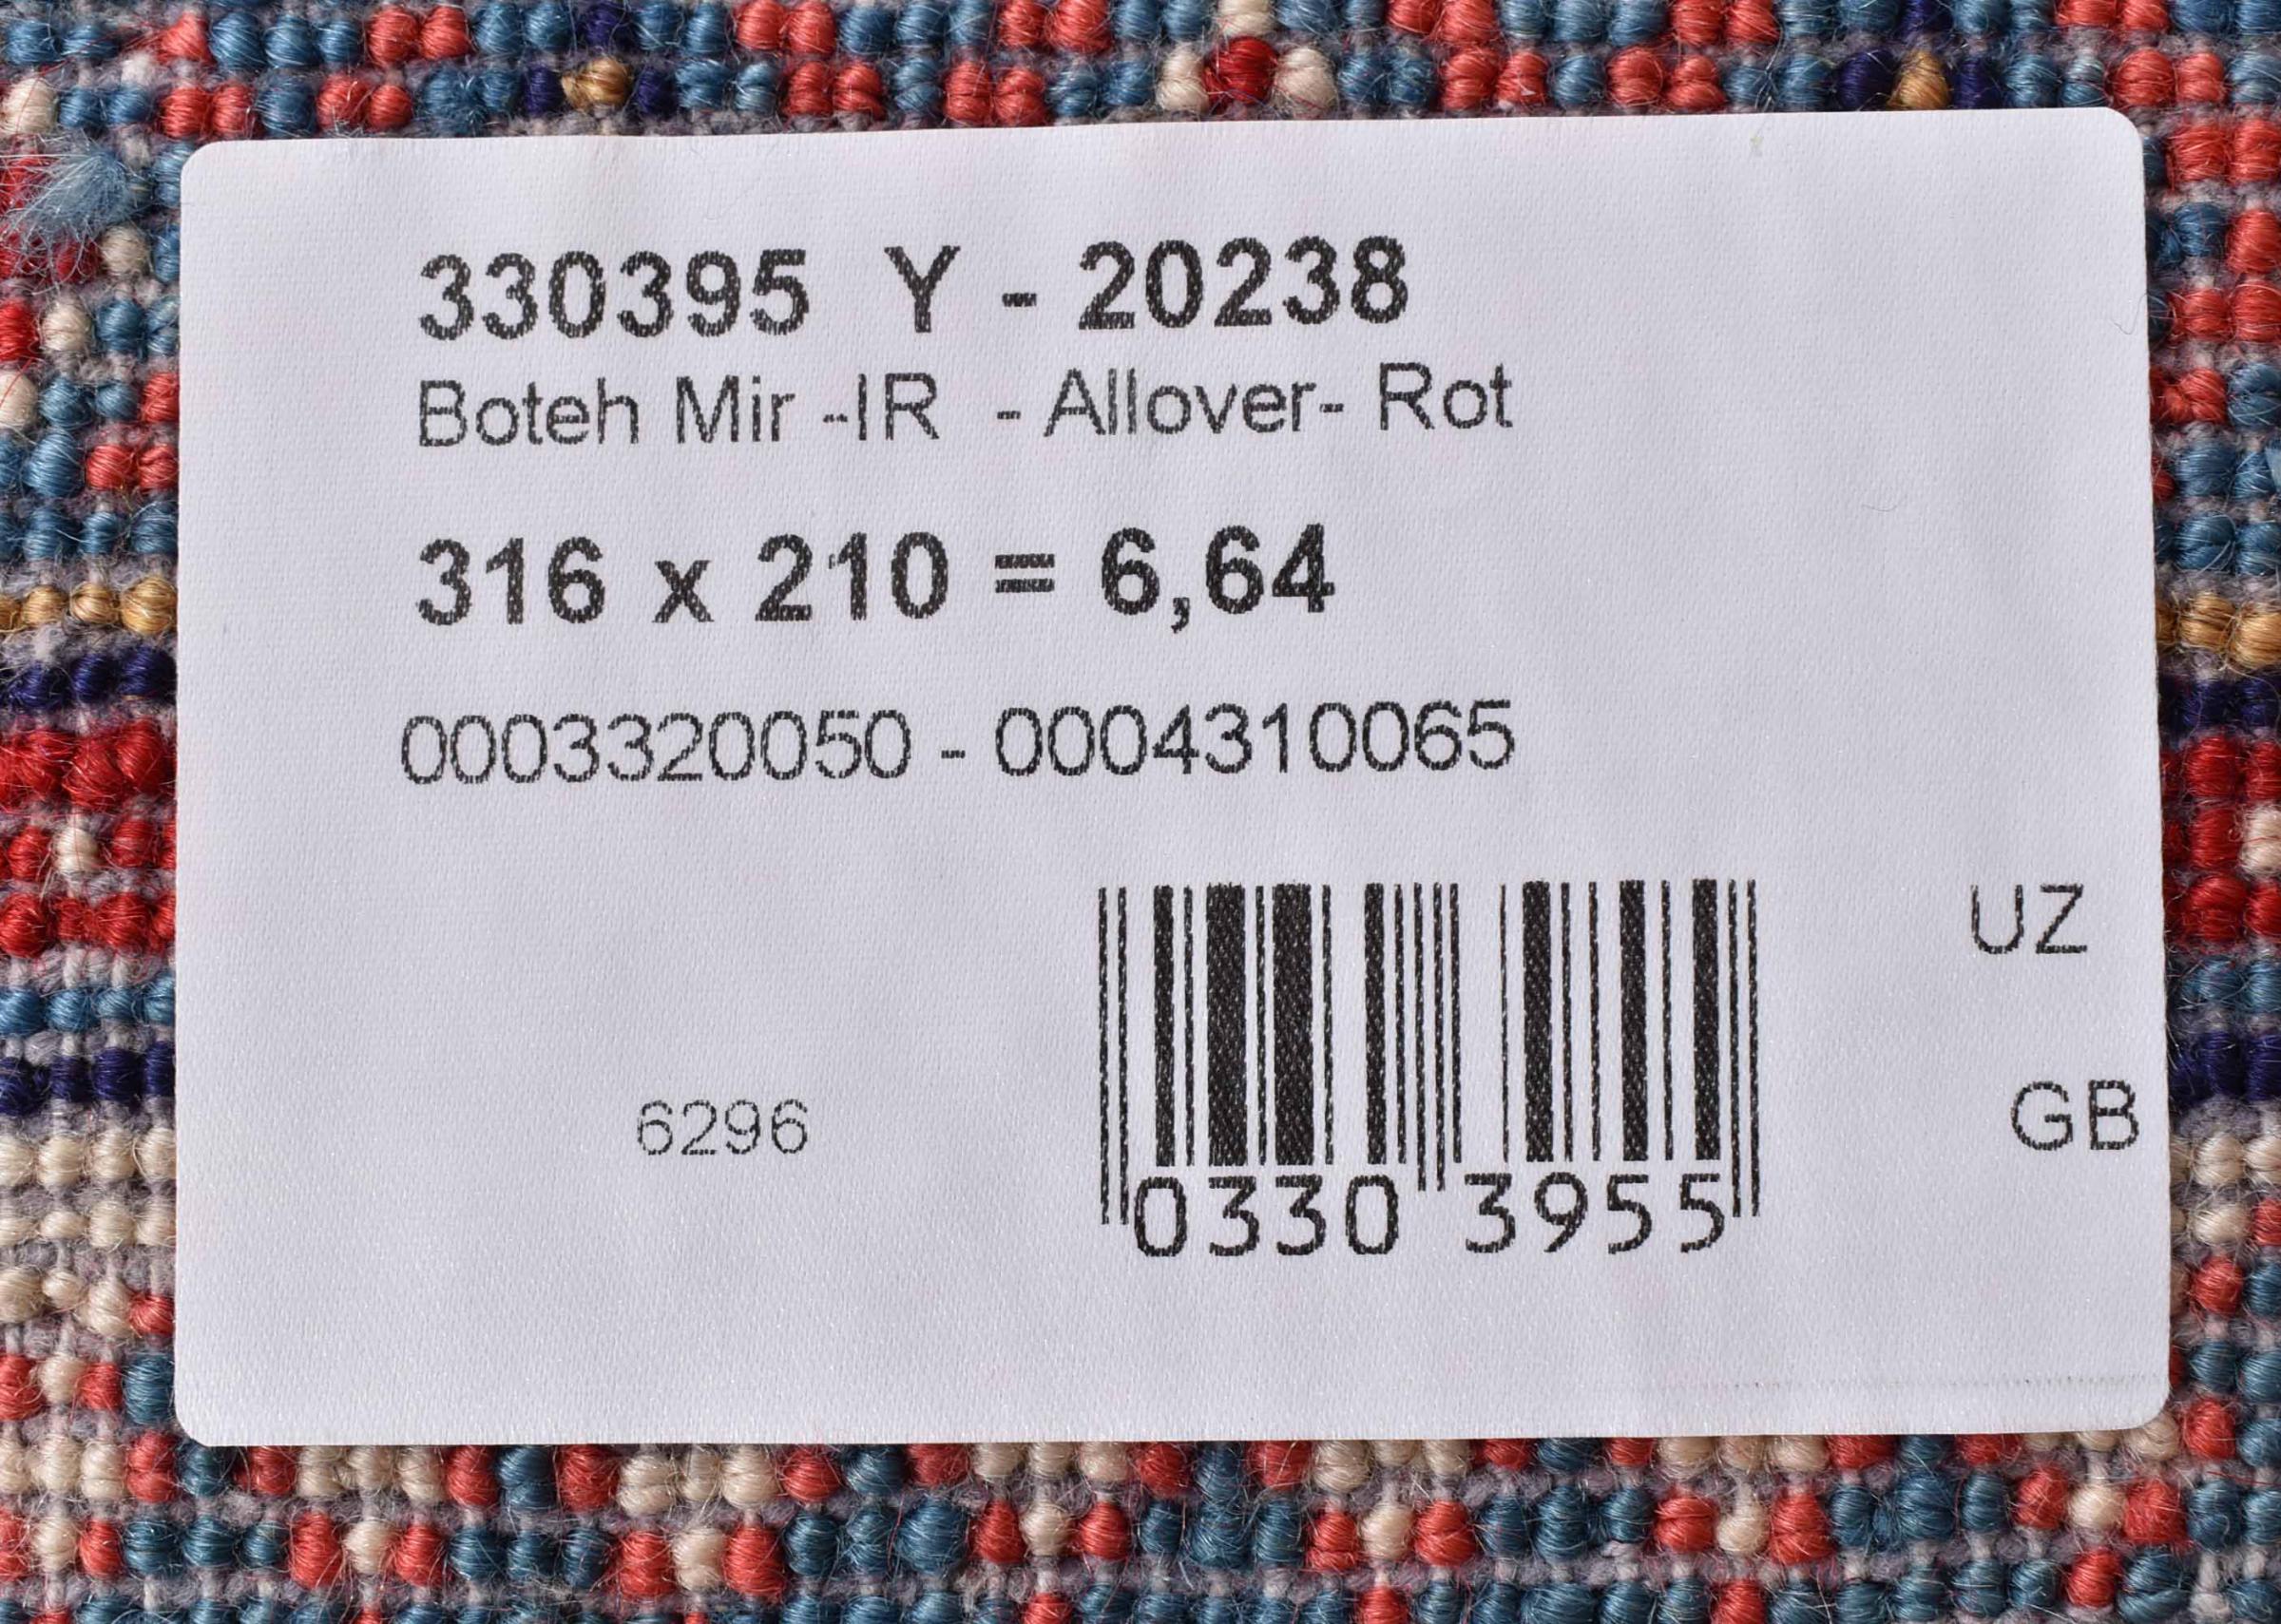 330395 Y - 20238
Boteh Mir -IR - Allover- Rot
316 x 210 = 6,64
0003320050 - 0004310065
UZ
6296
GB
0330 3955